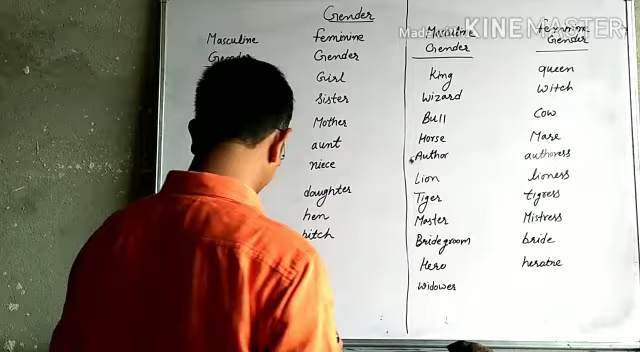 Gender
Masculine
Gender
feminine
Gender
Girl
Sister
Mother
aunt
niece
daughter
hen
bitch
Masculine
Gender
King
Wizard
Bull
Horse
Author
Lion
Tiger
Master
Bridegroom
Hero
Widower
Feminine
Gender
queen
Witch
Cow
Mare
authoress
lioness
tigress
Mistress
bride
Made with KINEMASTER